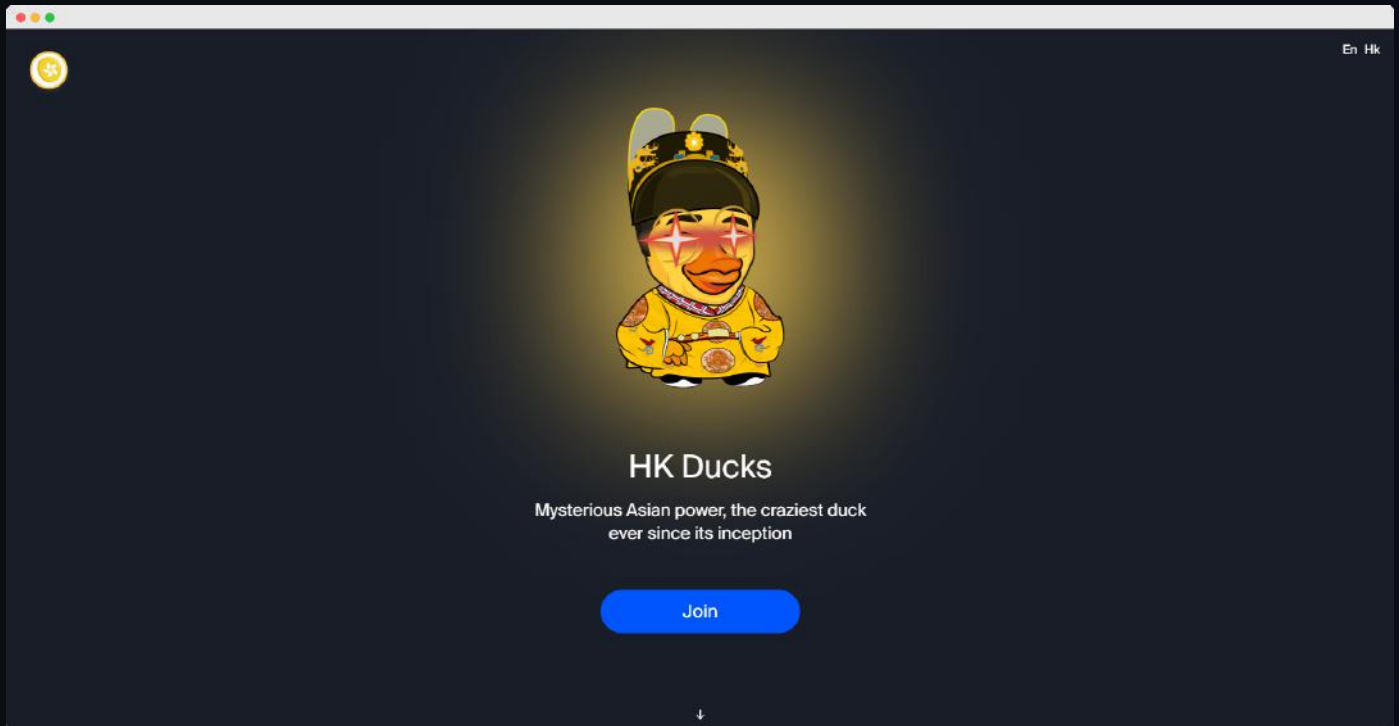 En Hk
HK Ducks
Mysterious Asian power, the craziest duck
ever since its inception
Join